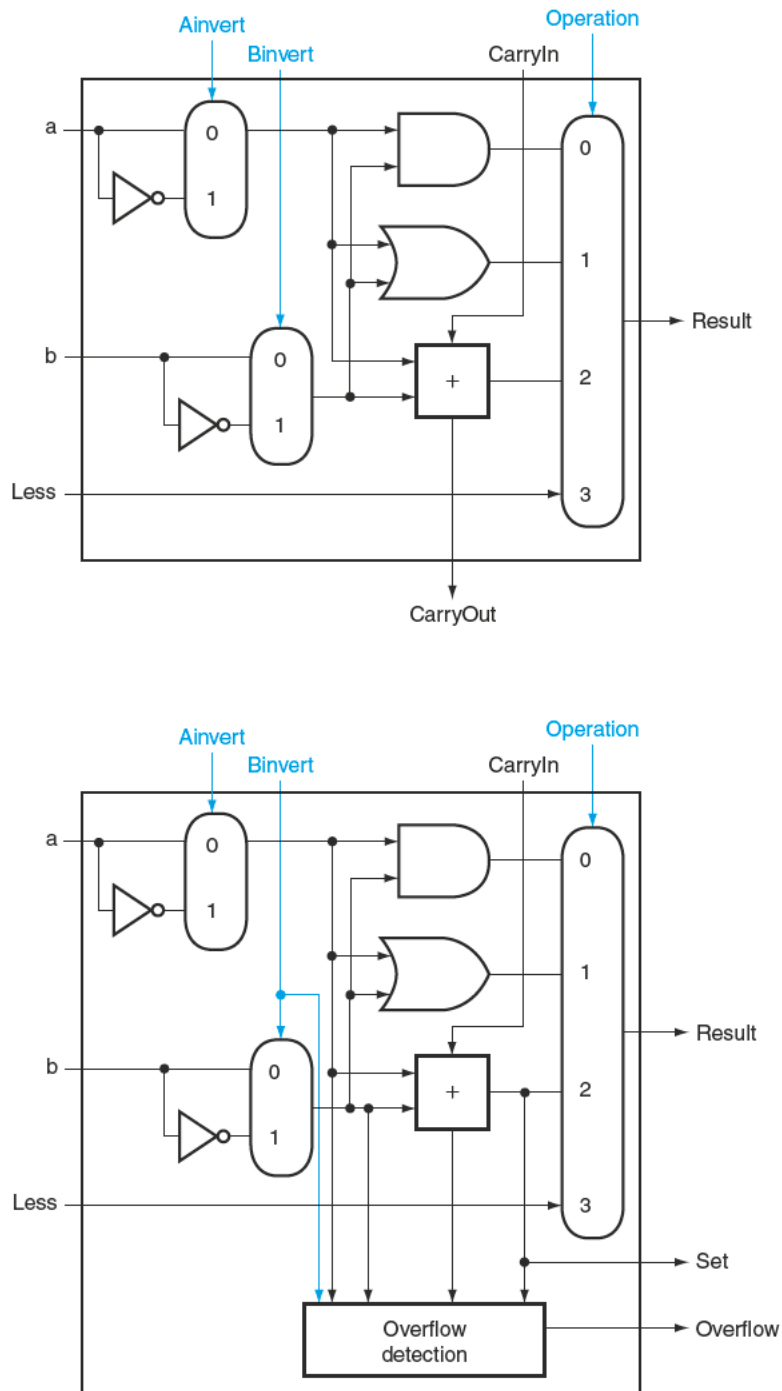 Ainvert
Operation
Binvert
CarryIn
a
0
0
1
1
b
0
+
2
Result
1
Less
3
CarryOut
Operation
Ainvert
Binvert
CarryIn
a
0
0
1
1
Result
b
0
+
2
1
Less
3
Set
Overflow
detection
Overflow